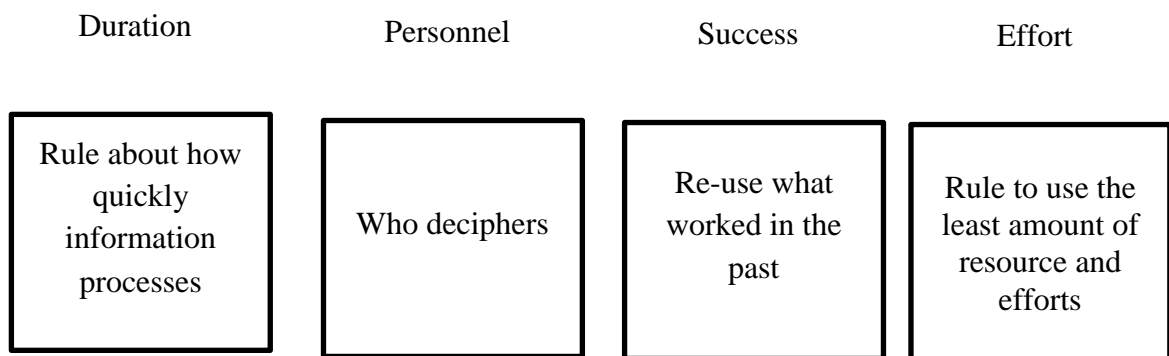 Duration
Personnel
Success
Effort
Rule about how
quickly
information
processes
Who deciphers
Re-use what
worked in the
past
Rule to use the
least amount of
resource and
efforts